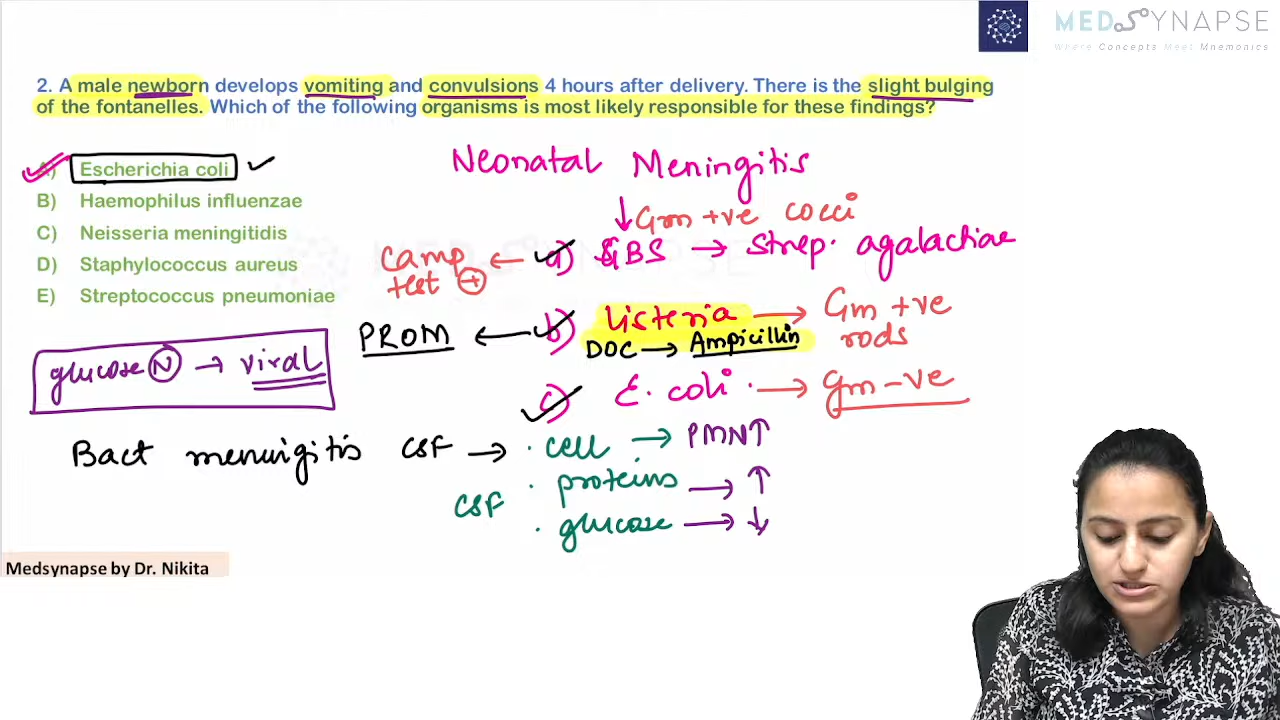 MEDSYNAPSE
Where Concepts Meet Mnemonics
2. A male newborn develops vomiting and convulsions 4 hours after delivery. There is the slight bulging
of the fontanelles. Which of the following organisms is most likely responsible for these findings?
A) Escherichia coli
B) Haemophilus influenzae
C) Neisseria meningitidis
D) Staphylococcus aureus
E) Streptococcus pneumoniae
Neonatal Meningitis
↓ Gm +ve cocci
camp test + ← a) GBS → Strep. agalactiae
PROM ← b) Listeria → Gm +ve rods
DOC → Ampicillin
c) E. coli → Gm -ve
glucose N → viral
Bact meningitis CSF → · cell → PMN↑
CSF · proteins → ↑
· glucose → ↓
Medsynapse by Dr. Nikita